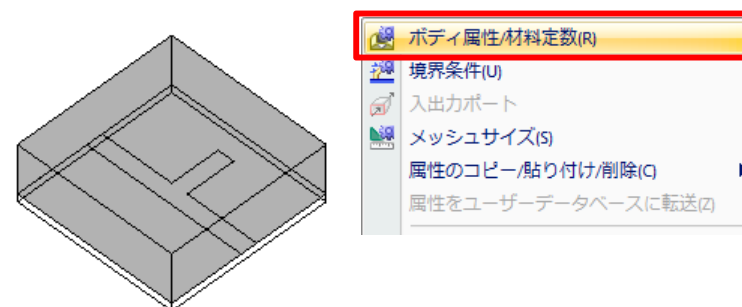 ボディ属性/材料定数(R)
境界条件(U)
入出力ポート
メッシュサイズ(S)
属性のコピー/貼り付け/削除(C)
属性をユーザーデータベースに転送(Z)